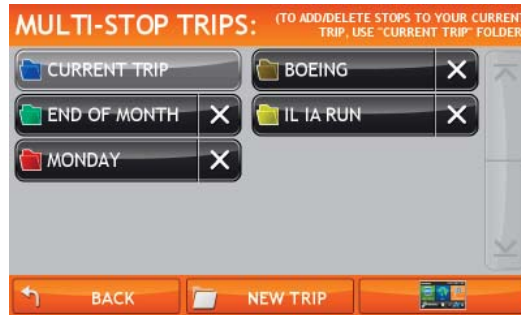 MULTI-STOP TRIPS:
(TO ADD/DELETE STOPS TO YOUR CURRENT
TRIP, USE "CURRENT TRIP" FOLDER
CURRENT TRIP
BOEING
END OF MONTH
IL IA RUN
MONDAY
BACK
NEW TRIP